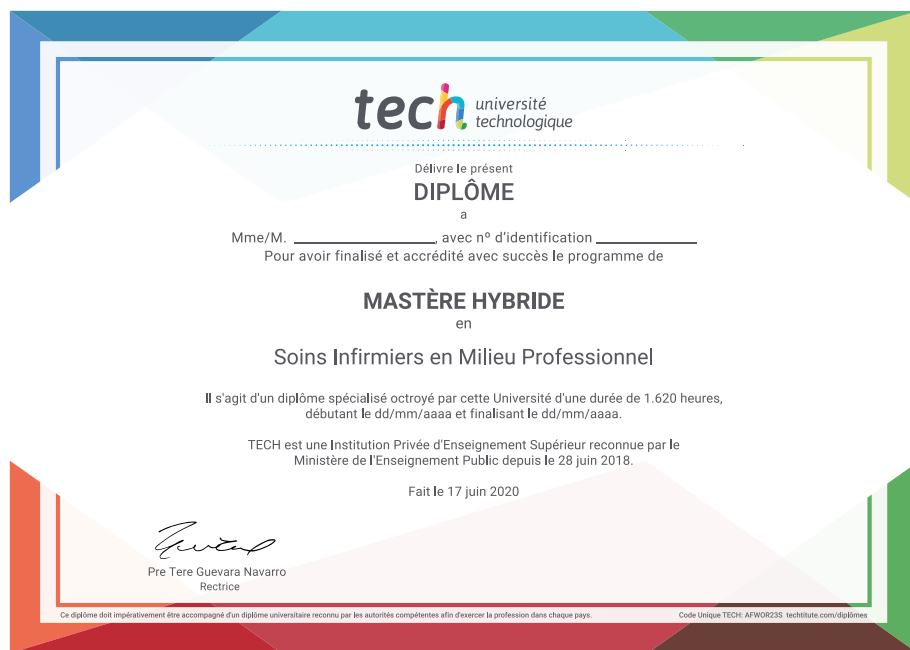 tech université
technologique
Délivre le présent
DIPLÔME
a
Mme/M. ____________________, avec nº d'identification ______________
Pour avoir finalisé et accrédité avec succès le programme de
MASTÈRE HYBRIDE
en
Soins Infirmiers en Milieu Professionnel
Il s'agit d'un diplôme spécialisé octroyé par cette Université d'une durée de 1.620 heures,
débutant le dd/mm/aaaa et finalisant le dd/mm/aaaa.
TECH est une Institution Privée d'Enseignement Supérieur reconnue par le
Ministère de l'Enseignement Public depuis le 28 juin 2018.
Fait le 17 juin 2020
Pre Tere Guevara Navarro
Rectrice
Ce diplôme doit impérativement être accompagné d'un diplôme universitaire reconnu par les autorités compétentes afin d'exercer la profession dans chaque pays.
Code Unique TECH: AFWOR23S techtitute.com/diplômes